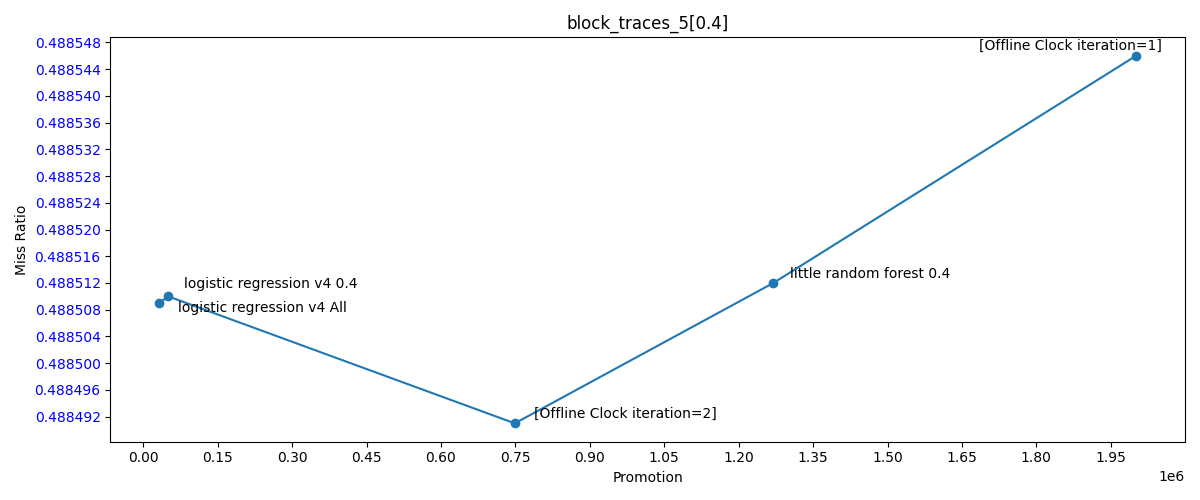 block_traces_5[0.4]
0.488548
0.488544
0.488540
0.488536
0.488532
0.488528
0.488524
0.488520
0.488516
0.488512
0.488508
0.488504
0.488500
0.488496
0.488492
Miss Ratio
[Offline Clock iteration=1]
little random forest 0.4
logistic regression v4 0.4
logistic regression v4 All
[Offline Clock iteration=2]
0.00 0.15 0.30 0.45 0.60 0.75 0.90 1.05 1.20 1.35 1.50 1.65 1.80 1.95
1e6
Promotion